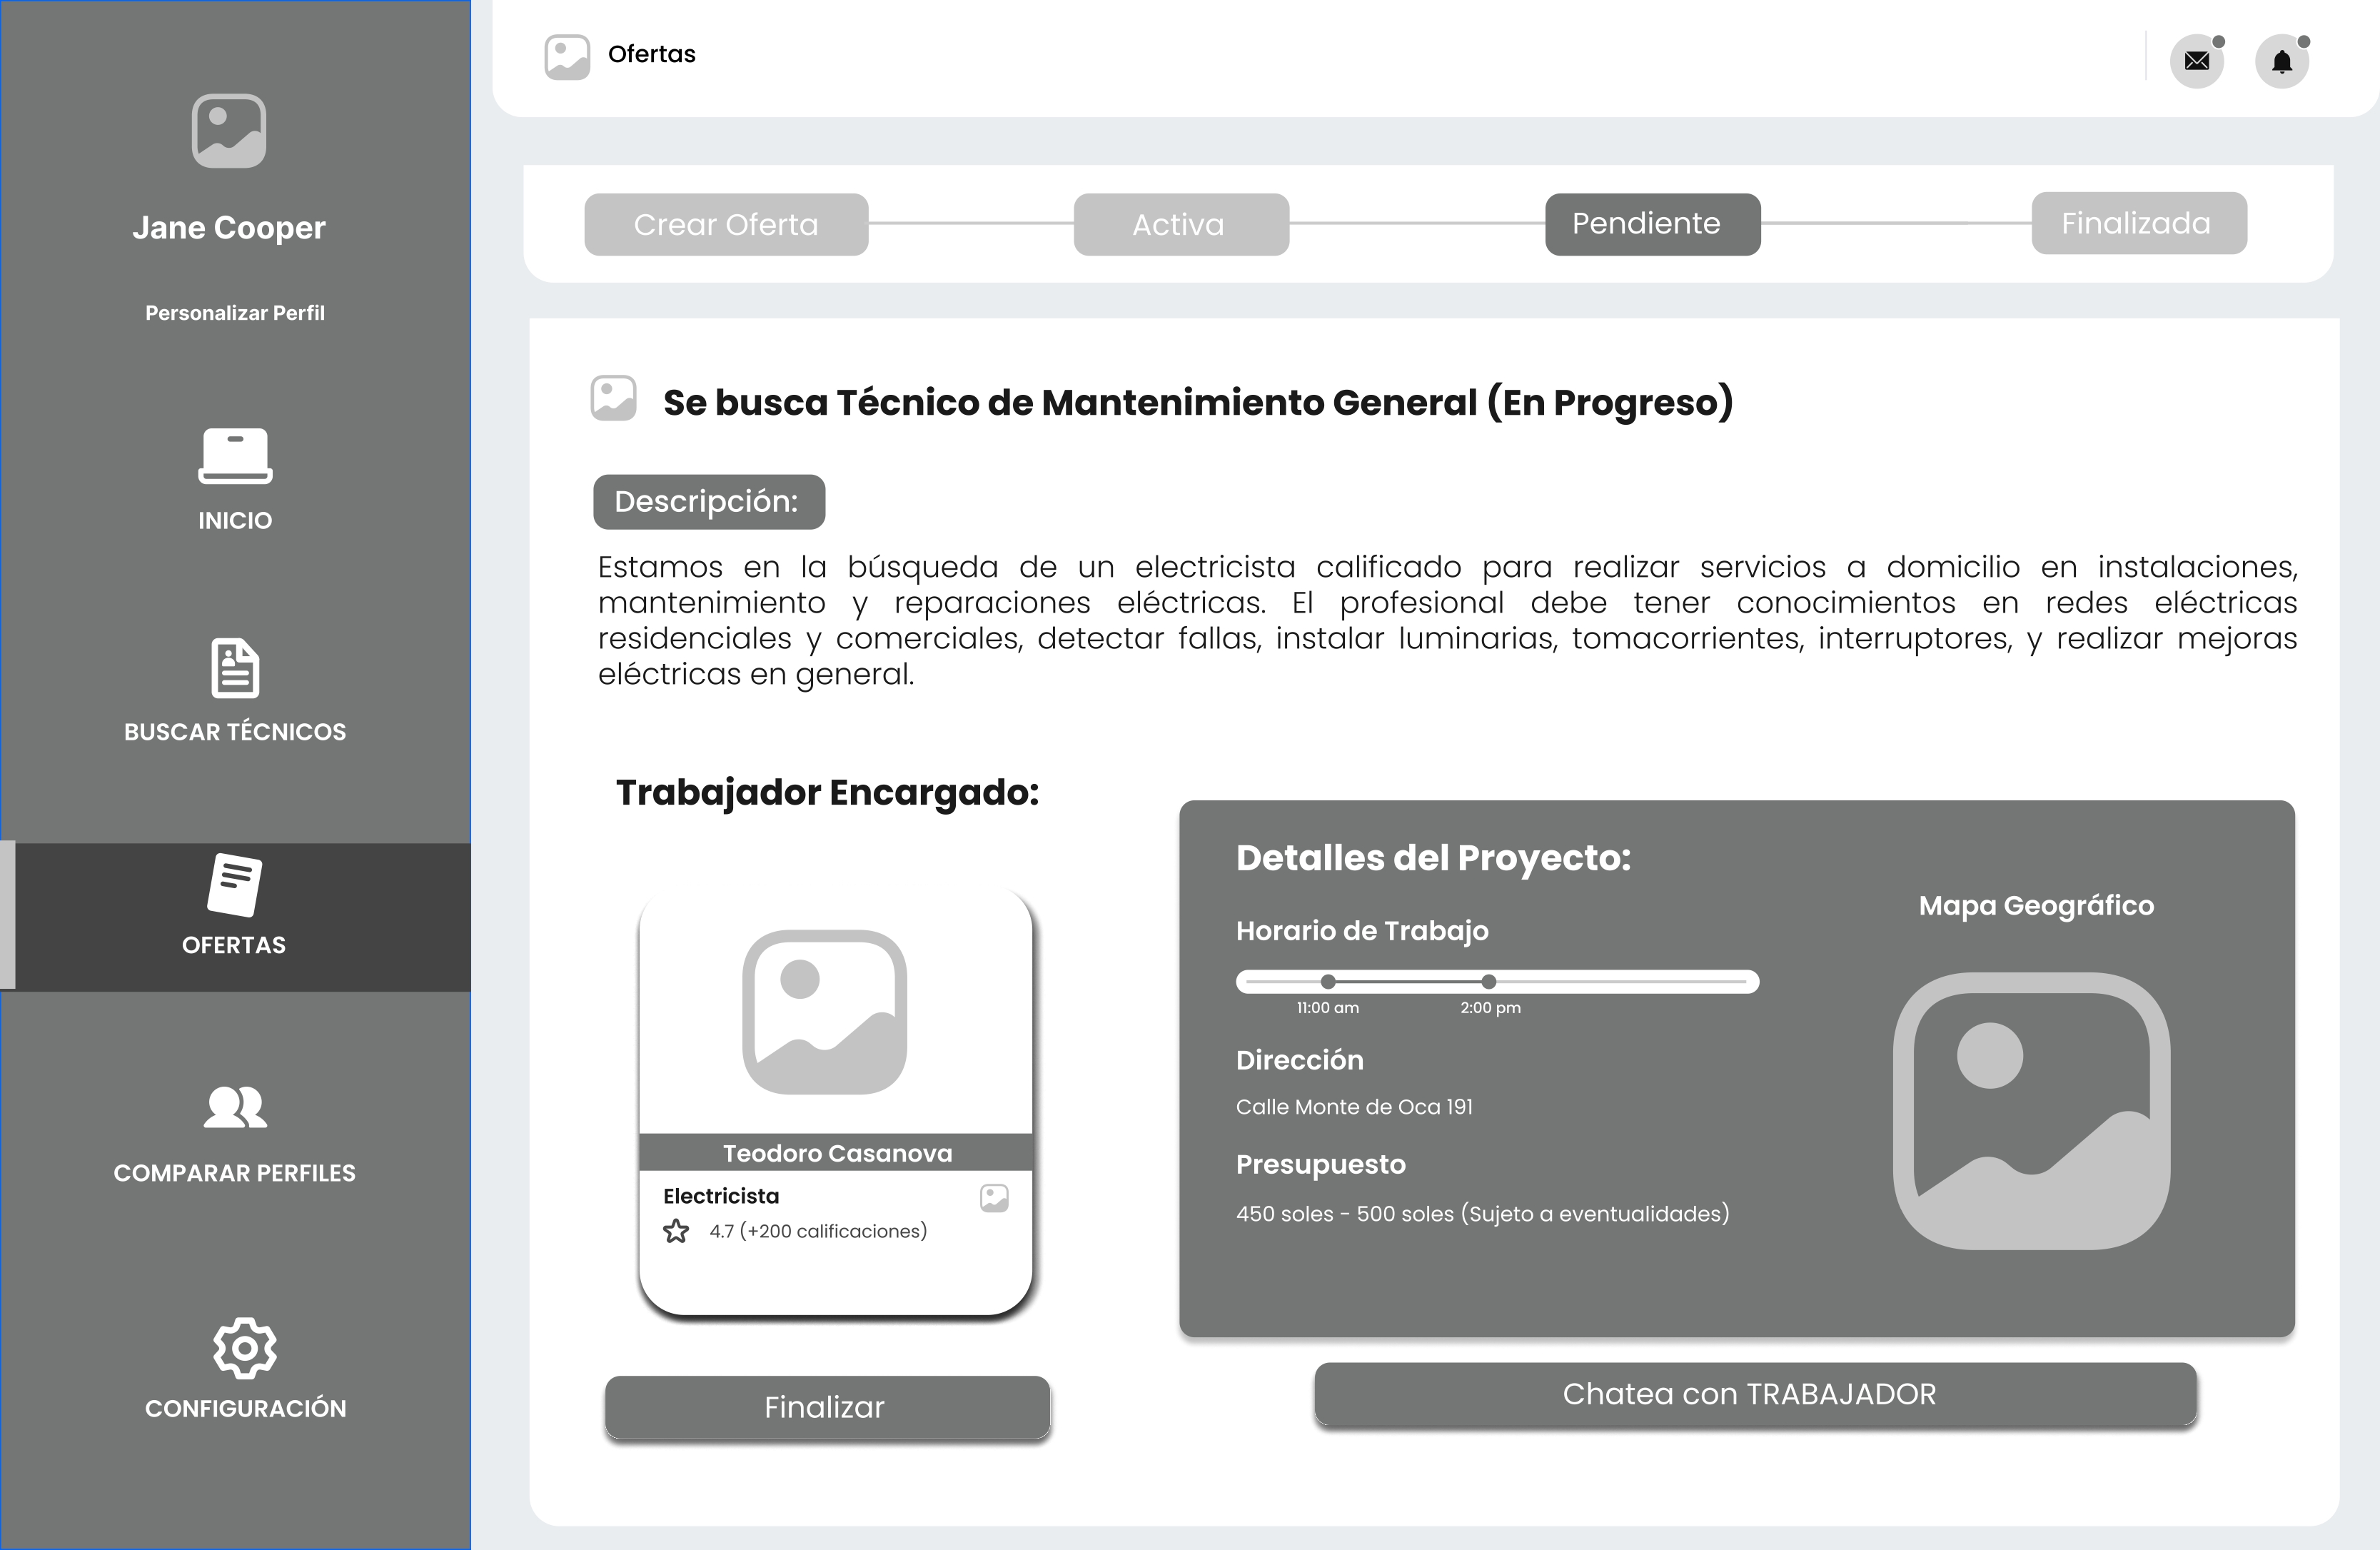 Jane Cooper
Personalizar Perfil
INICIO
BUSCAR TÉCNICOS
OFERTAS
COMPARAR PERFILES
CONFIGURACIÓN
Ofertas
Crear Oferta
Activa
Pendiente
Finalizada
Se busca Técnico de Mantenimiento General (En Progreso)
Descripción:
Estamos en la búsqueda de un electricista calificado para realizar servicios a domicilio en instalaciones,
mantenimiento y reparaciones eléctricas. El profesional debe tener conocimientos en redes eléctricas
residenciales y comerciales, detectar fallas, instalar luminarias, tomacorrientes, interruptores, y realizar mejoras
eléctricas en general.
Trabajador Encargado:
Teodoro Casanova
Electricista
4.7 (+200 calificaciones)
Finalizar
Detalles del Proyecto:
Horario de Trabajo
11:00 am
2:00 pm
Dirección
Calle Monte de Oca 191
Presupuesto
450 soles - 500 soles (Sujeto a eventualidades)
Mapa Geográfico
Chatea con TRABAJADOR